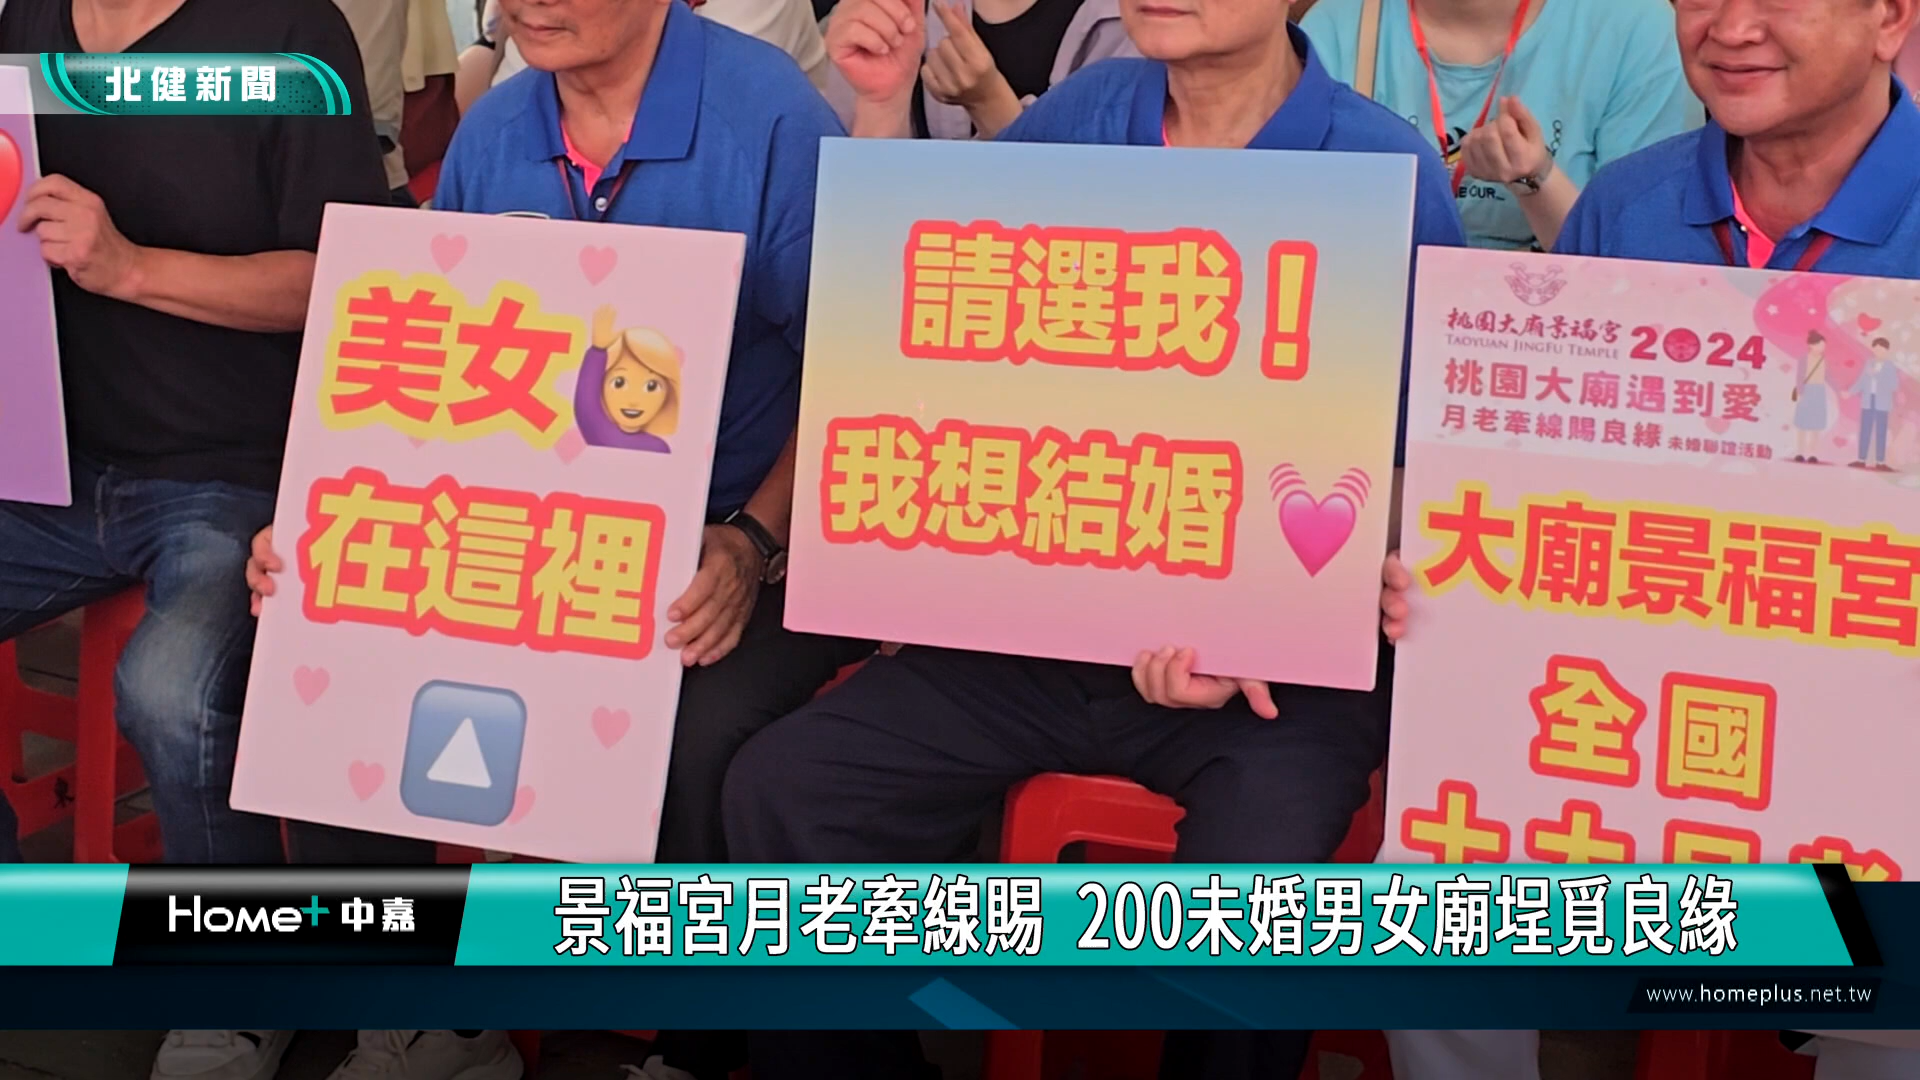 北健新聞
美女
在這裡
請選我！
我想結婚
桃園大廟景福宮 2024
TAOYUAN JINGFU TEMPLE
桃園大廟遇到愛
月老牽線賜良緣 未婚聯誼活動
大廟景福宮
全國
OUR...
Home+ 中嘉
景福宮月老牽線賜 200未婚男女廟埕覓良緣
www.homeplus.net.tw